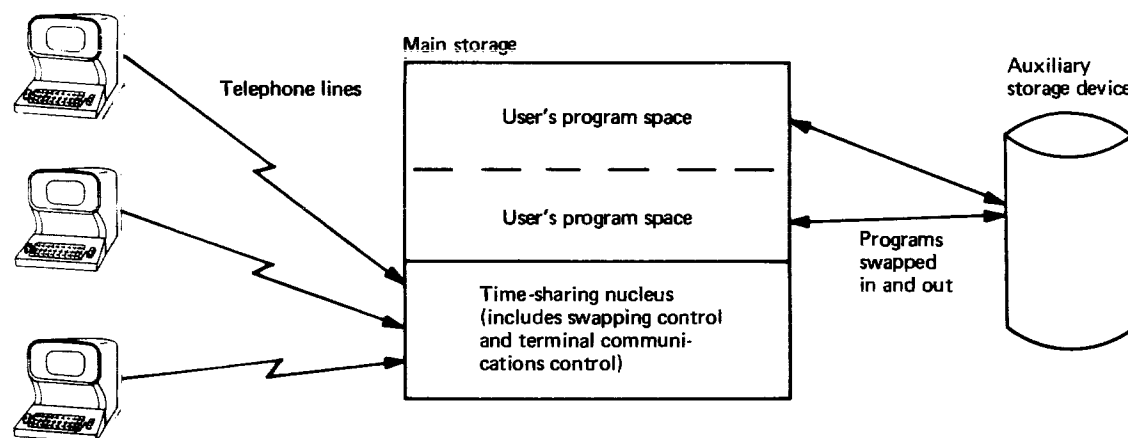 Main storage
Telephone lines
User's program space
User's program space
Time-sharing nucleus
(includes swapping control
and terminal communi-
cations control)
Auxiliary
storage device
Programs
swapped
in and out